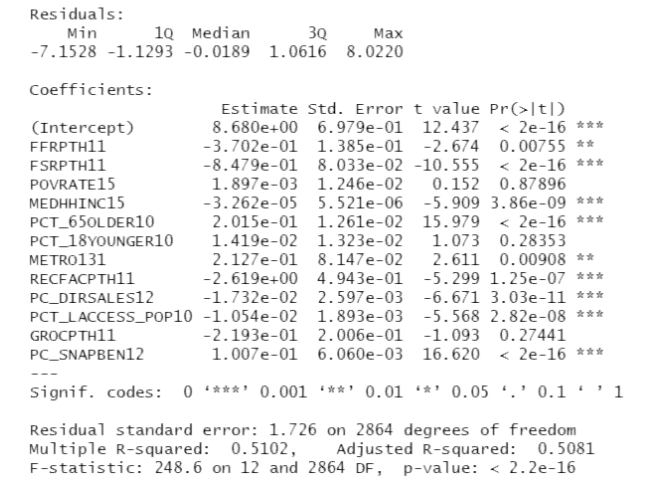 Residuals:
    Min      1Q  Median      3Q     Max
-7.1528 -1.1293 -0.0189  1.0616  8.0220
Coefficients:
                    Estimate Std. Error t value Pr(>|t|)
(Intercept)        8.680e+00  6.979e-01  12.437  < 2e-16 ***
FFRPTH11          -3.702e-01  1.385e-01  -2.674  0.00755 **
FSRPTH11          -8.479e-01  8.033e-02 -10.555  < 2e-16 ***
POVRATE15          1.897e-03  1.246e-02   0.152  0.87896
MEDHHINC15        -3.262e-05  5.521e-06  -5.909 3.86e-09 ***
PCT_65OLDER10      2.015e-01  1.261e-02  15.979  < 2e-16 ***
PCT_18YOUNGER10    1.419e-02  1.323e-02   1.073  0.28353
METRO131           2.127e-01  8.147e-02   2.611  0.00908 **
RECFACPTH11       -2.619e+00  4.943e-01  -5.299 1.25e-07 ***
PC_DIRSALES12     -1.732e-02  2.597e-03  -6.671 3.03e-11 ***
PCT_LACCESS_POP10 -1.054e-02  1.893e-03  -5.568 2.82e-08 ***
GROCPTH11         -2.193e-01  2.006e-01  -1.093  0.27441
PC_SNAPBEN12       1.007e-01  6.060e-03  16.620  < 2e-16 ***
---
Signif. codes:  0 ‘***’ 0.001 ‘**’ 0.01 ‘*’ 0.05 ‘.’ 0.1 ‘ ’ 1
Residual standard error: 1.726 on 2864 degrees of freedom
Multiple R-squared:  0.5102,    Adjusted R-squared:  0.5081
F-statistic: 248.6 on 12 and 2864 DF,  p-value: < 2.2e-16